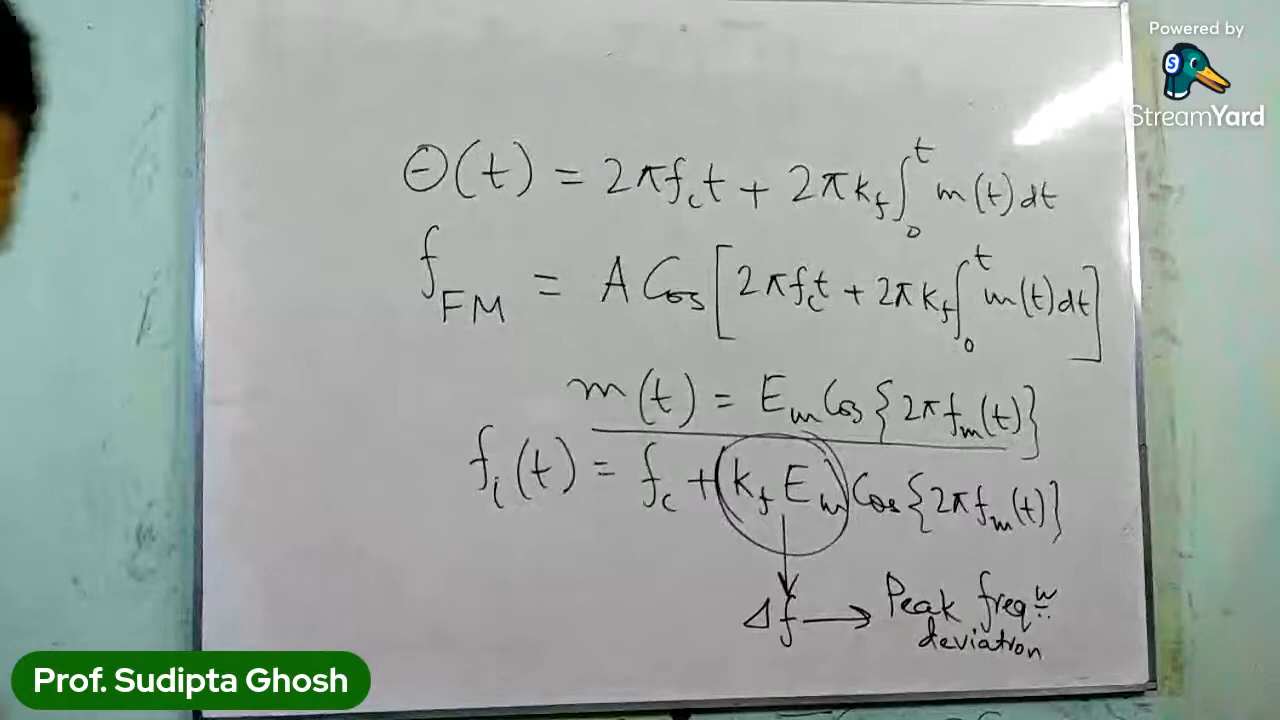 Powered by
StreamYard
Θ(t) = 2πf_c t + 2πk_f ∫_0^t m(t) dt
f_FM = A Cos [2πf_c t + 2πk_f ∫_0^t m(t) dt]
m(t) = E_m Cos {2πf_m(t)}
f_i(t) = f_c + (k_f E_m) Cos {2πf_m(t)}
Δf → Peak freq
deviation
Prof. Sudipta Ghosh